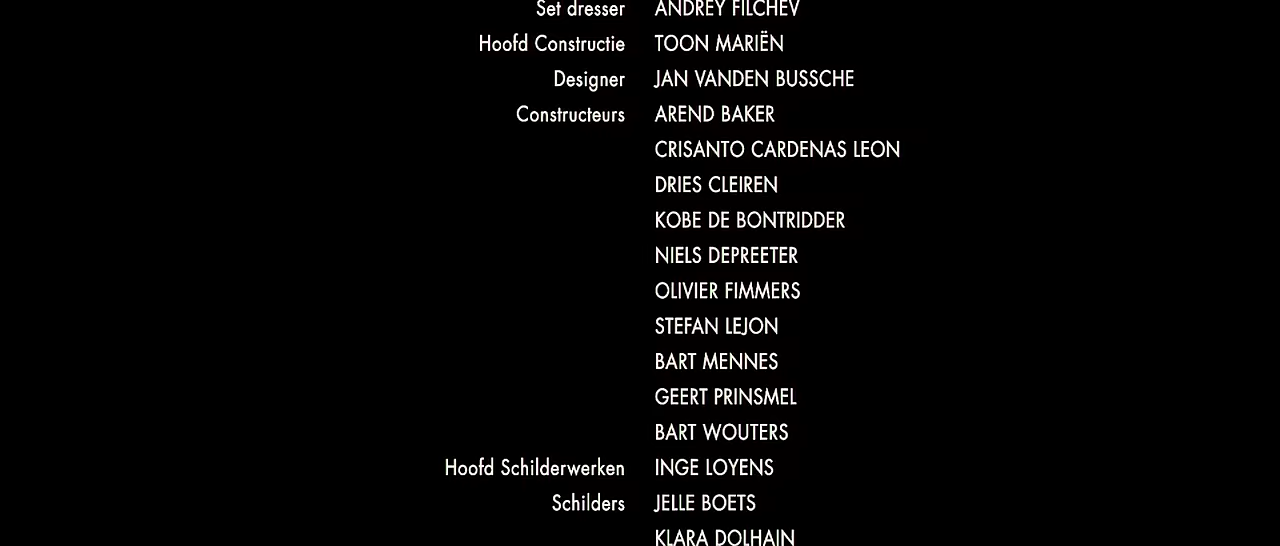 Set dresser ANDREY FILCHEV
Hoofd Constructie TOON MARIËN
Designer JAN VANDEN BUSSCHE
Constructeurs AREND BAKER
CRISANTO CARDENAS LEON
DRIES CLEIREN
KOBE DE BONTRIDDER
NIELS DEPREETER
OLIVIER FIMMERS
STEFAN LEJON
BART MENNES
GEERT PRINSMEL
BART WOUTERS
Hoofd Schilderwerken INGE LOYENS
Schilders JELLE BOETS
KLARA DOLHAIN